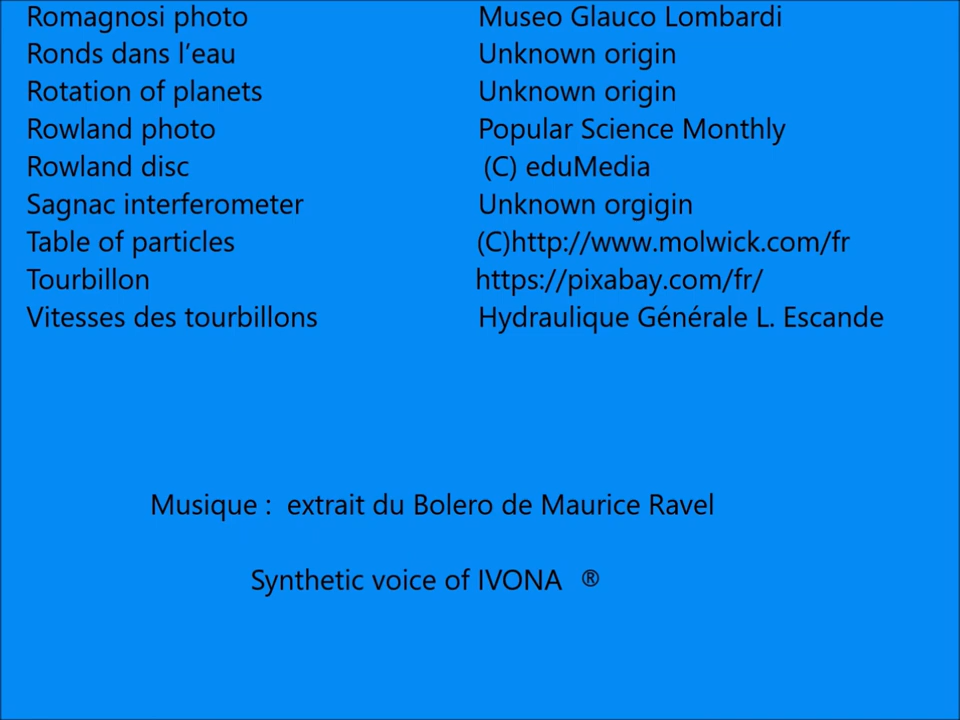 Romagnosi photo Museo Glauco Lombardi
Ronds dans l’eau Unknown origin
Rotation of planets Unknown origin
Rowland photo Popular Science Monthly
Rowland disc (C) eduMedia
Sagnac interferometer Unknown orgigin
Table of particles (C)http://www.molwick.com/fr
Tourbillon https://pixabay.com/fr/
Vitesses des tourbillons Hydraulique Générale L. Escande
Musique : extrait du Bolero de Maurice Ravel
Synthetic voice of IVONA ®